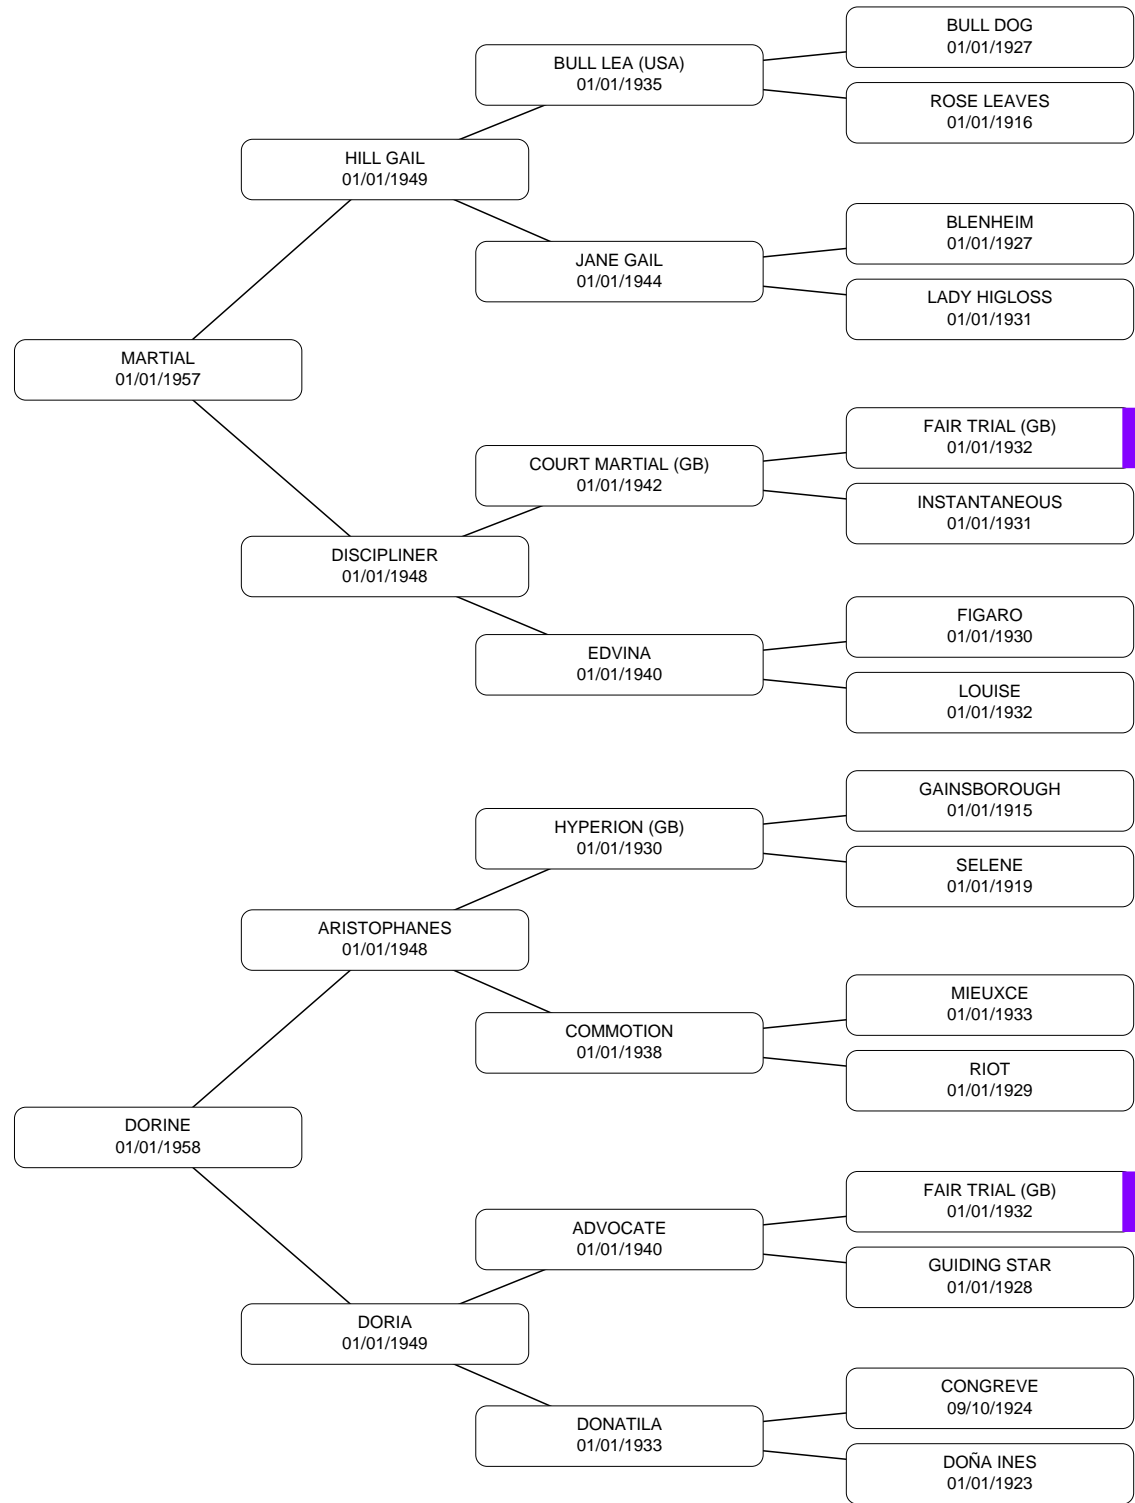 BULL DOG
01/01/1927
BULL LEA (USA)
01/01/1935
ROSE LEAVES
01/01/1916
HILL GAIL
01/01/1949
BLENHEIM
01/01/1927
JANE GAIL
01/01/1944
LADY HIGLOSS
01/01/1931
MARTIAL
01/01/1957
FAIR TRIAL (GB)
01/01/1932
COURT MARTIAL (GB)
01/01/1942
INSTANTANEOUS
01/01/1931
DISCIPLINER
01/01/1948
FIGARO
01/01/1930
EDVINA
01/01/1940
LOUISE
01/01/1932
GAINSBOROUGH
01/01/1915
HYPERION (GB)
01/01/1930
SELENE
01/01/1919
ARISTOPHANES
01/01/1948
MIEUXCE
01/01/1933
COMMOTION
01/01/1938
RIOT
01/01/1929
DORINE
01/01/1958
FAIR TRIAL (GB)
01/01/1932
ADVOCATE
01/01/1940
GUIDING STAR
01/01/1928
DORIA
01/01/1949
CONGREVE
09/10/1924
DONATILA
01/01/1933
DOÑA INES
01/01/1923